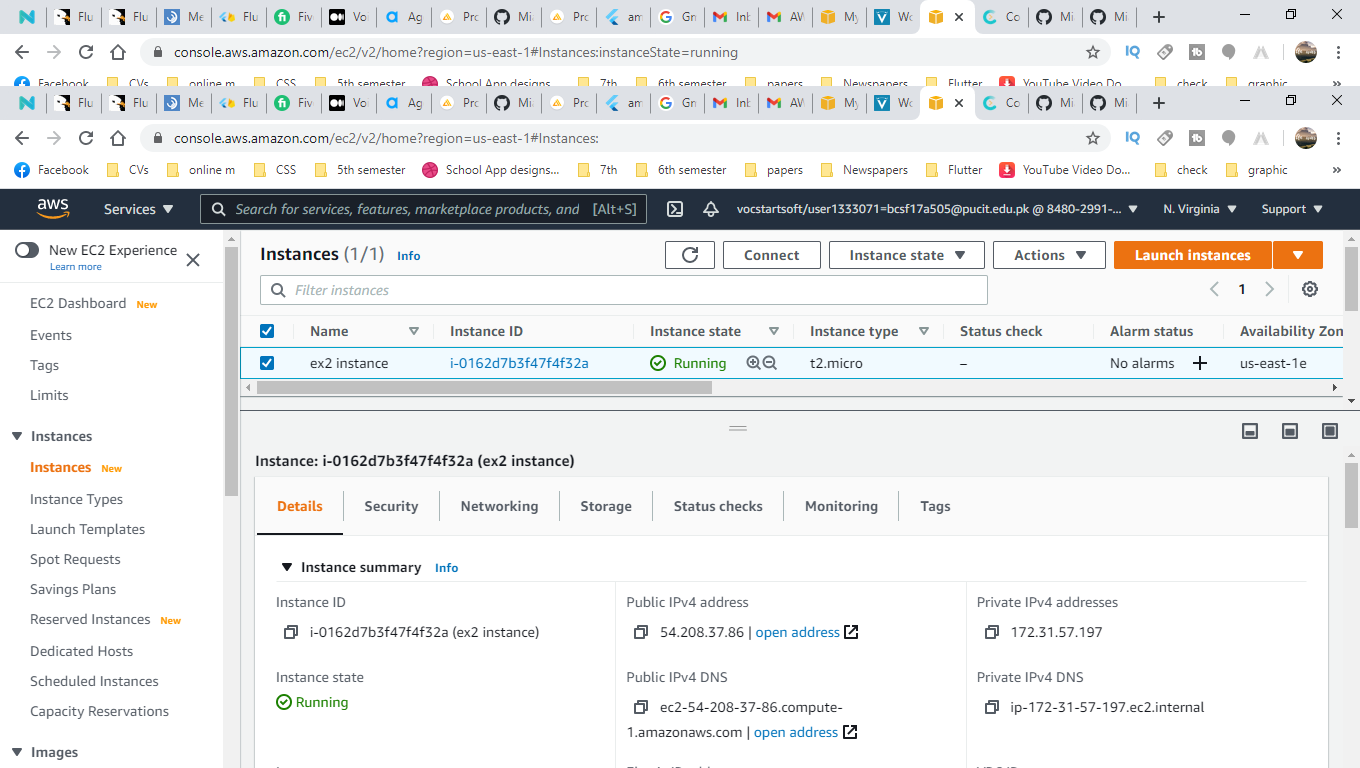 Flu Flu Me Flu Five Vo Ag Pro Pro Mi Pro am Gr Inb AW My Wo Co Mi Mi
console.aws.amazon.com/ec2/v2/home?region=us-east-1#Instances:instanceState=running
Facebook CVs online m CSS 5th semester School App designs... 7th 6th semester papers Newspapers Flutter YouTube Video Do... check graphic
Flu Flu Me Flu Five Vo Ag Pro Mi Pro am Gr Inb AW My Wo Co Mi Mi
console.aws.amazon.com/ec2/v2/home?region=us-east-1#Instances:
Facebook CVs online m CSS 5th semester School App designs... 7th 6th semester papers Newspapers Flutter YouTube Video Do... check graphic »
aws Services Search for services, features, marketplace products, and [Alt+S] vocstartsoft/user1333071=bcsf17a505@pucit.edu.pk @ 8480-2991-... N. Virginia Support
New EC2 Experience
Learn more
EC2 Dashboard New
Events
Tags
Limits
Instances
Instances New
Instance Types
Launch Templates
Spot Requests
Savings Plans
Reserved Instances New
Dedicated Hosts
Scheduled Instances
Capacity Reservations
Images
Instances (1/1) Info Connect Instance state Actions Launch instances
Filter instances 1
Name Instance ID Instance state Instance type Status check Alarm status Availability Zon
ex2 instance i-0162d7b3f47f4f32a Running t2.micro – No alarms + us-east-1e
Instance: i-0162d7b3f47f4f32a (ex2 instance)
Details Security Networking Storage Status checks Monitoring Tags
Instance summary Info
Instance ID
i-0162d7b3f47f4f32a (ex2 instance)
Instance state
Running
Public IPv4 address
54.208.37.86 | open address
Public IPv4 DNS
ec2-54-208-37-86.compute-
1.amazonaws.com | open address
Private IPv4 addresses
172.31.57.197
Private IPv4 DNS
ip-172-31-57-197.ec2.internal